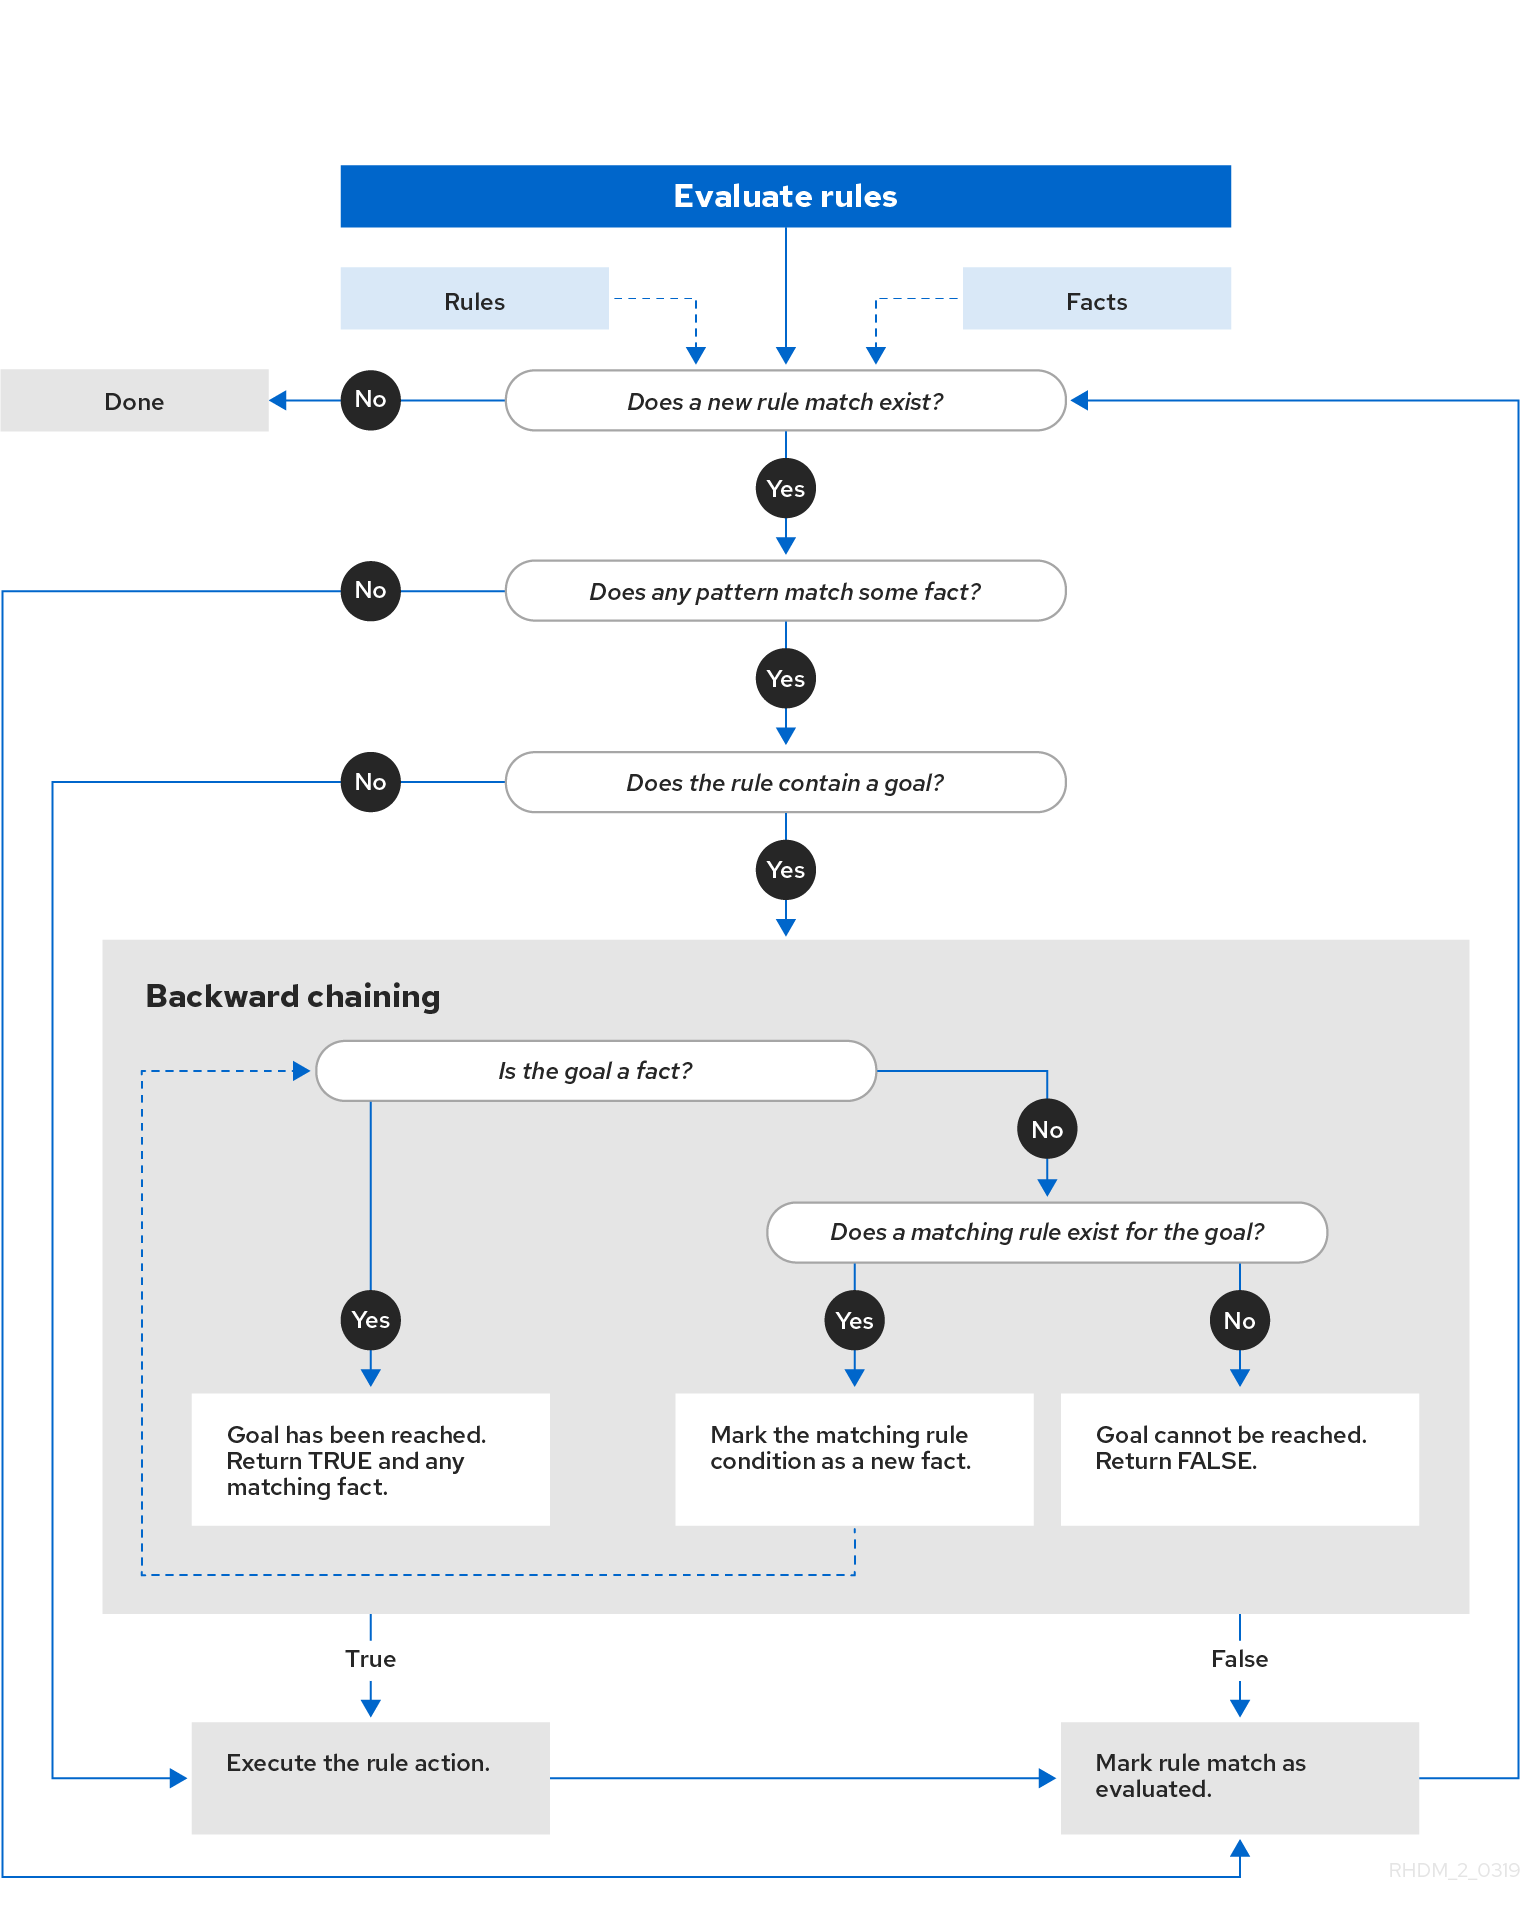 Evaluate rules
Rules
Facts
Done
No
Does a new rule match exist?
Yes
No
Does any pattern match some fact?
Yes
No
Does the rule contain a goal?
Yes
Backward chaining
Is the goal a fact?
No
Does a matching rule exist for the goal?
Yes
Yes
No
Goal has been reached.
Return TRUE and any
matching fact.
Mark the matching rule
condition as a new fact.
Goal cannot be reached.
Return FALSE.
True
False
Execute the rule action.
Mark rule match as
evaluated.
RHDM_2_0319